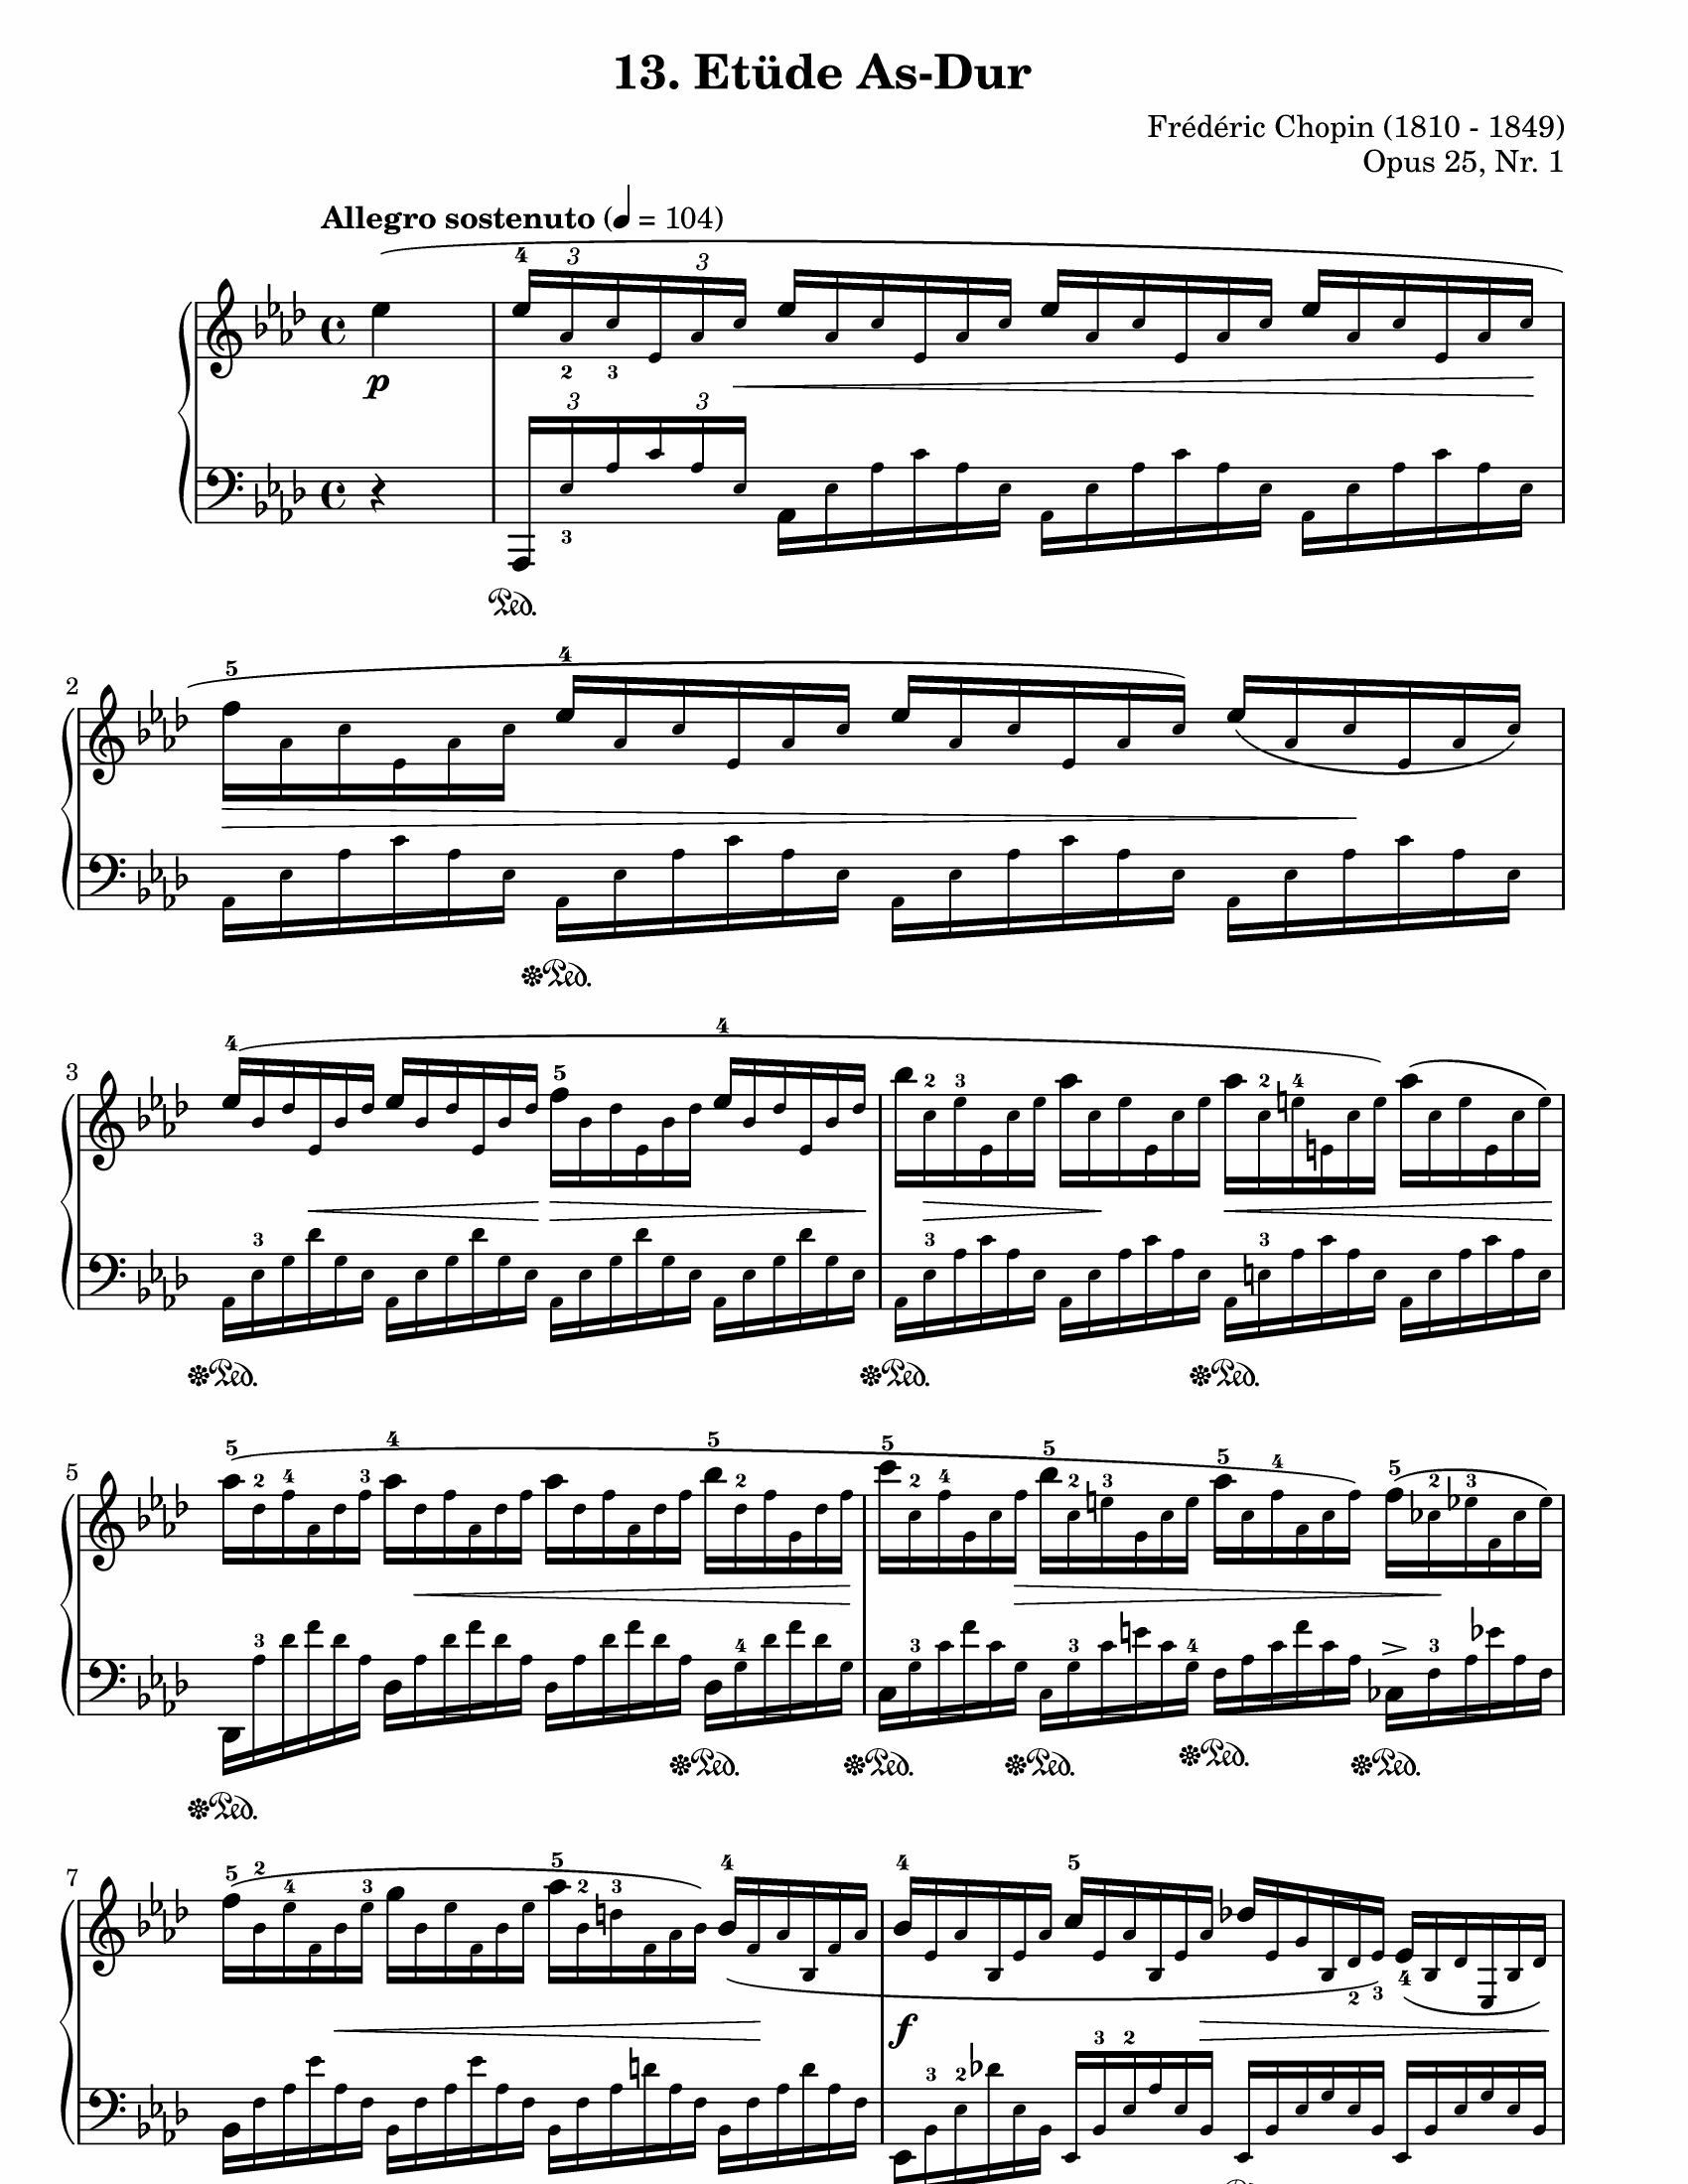 13. Etüde As-Dur
Frédéric Chopin (1810 - 1849)
Opus 25, Nr. 1
Allegro sostenuto (♩ = 104)
4 3 3
2 3
p
3 3
3
Ped.
2
5 4
* Ped.
3
4 5 4 2 3 2 4
3 3 3
* Ped. * Ped. * Ped.
5
5 2 4 3 4 5 2 5 2 4 5 2 3 5 4 5 2 3
3 4 3 3 4 3
* Ped. * Ped. * Ped. * Ped. * Ped. * Ped.
7
5 2 4 3 5 2 3 4 4 5
2 3 4
f
3 2 3 2